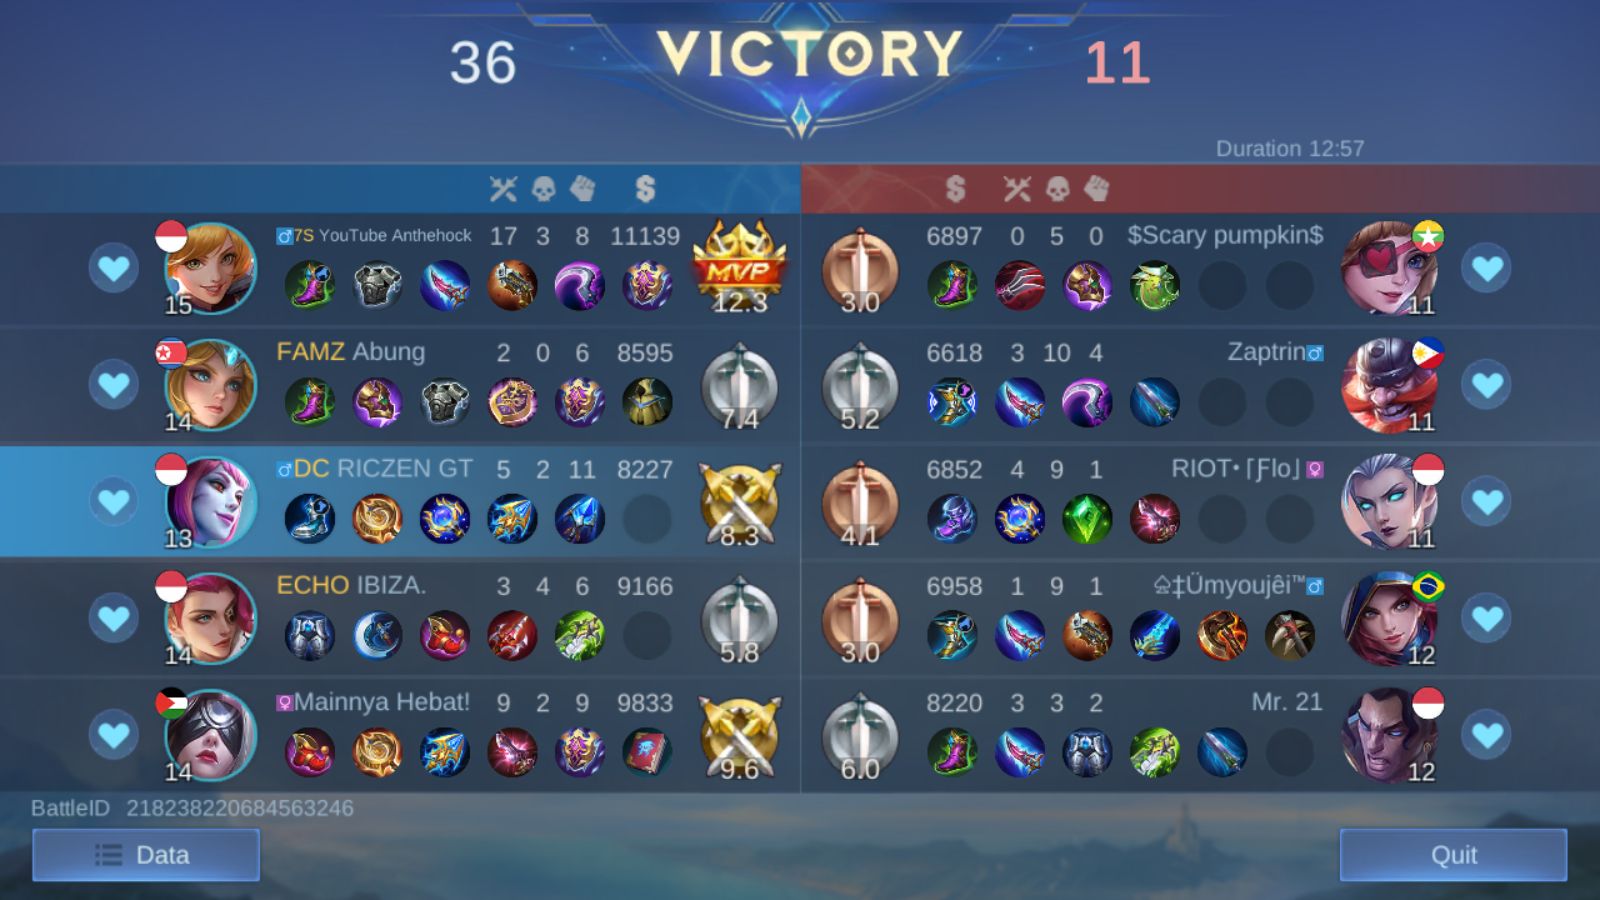 36 VICTORY 11
Duration 12:57
7S YouTube Anthehock 17 3 8 11139 MVP 12.3
15
3.0 6897 0 5 0 $Scary pumpkin$
11
FAMZ Abung 2 0 6 8595 7.4
14
5.2 6618 3 10 4 Zaptrin
11
DC RICZEN GT 5 2 11 8227 8.3
13
4.1 6852 4 9 1 RIOT•「Flo」
11
ECHO IBIZA. 3 4 6 9166 5.8
14
3.0 6958 1 9 1 ♤‡Ümyoujêi™
12
Mainnya Hebat! 9 2 9 9833 9.6
14
6.0 8220 3 3 2 Mr. 21
12
BattleID 218238220684563246
Data
Quit